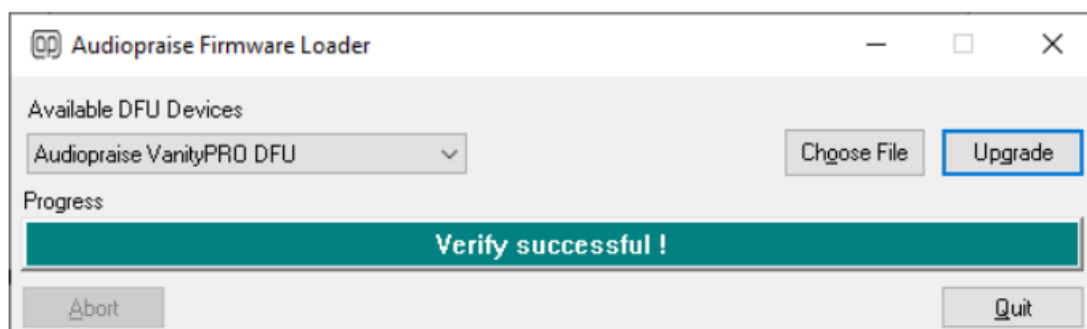 Audiopraise Firmware Loader
Available DFU Devices
Audiopraise VanityPRO DFU
Choose File
Upgrade
Progress
Verify successful !
Abort
Quit